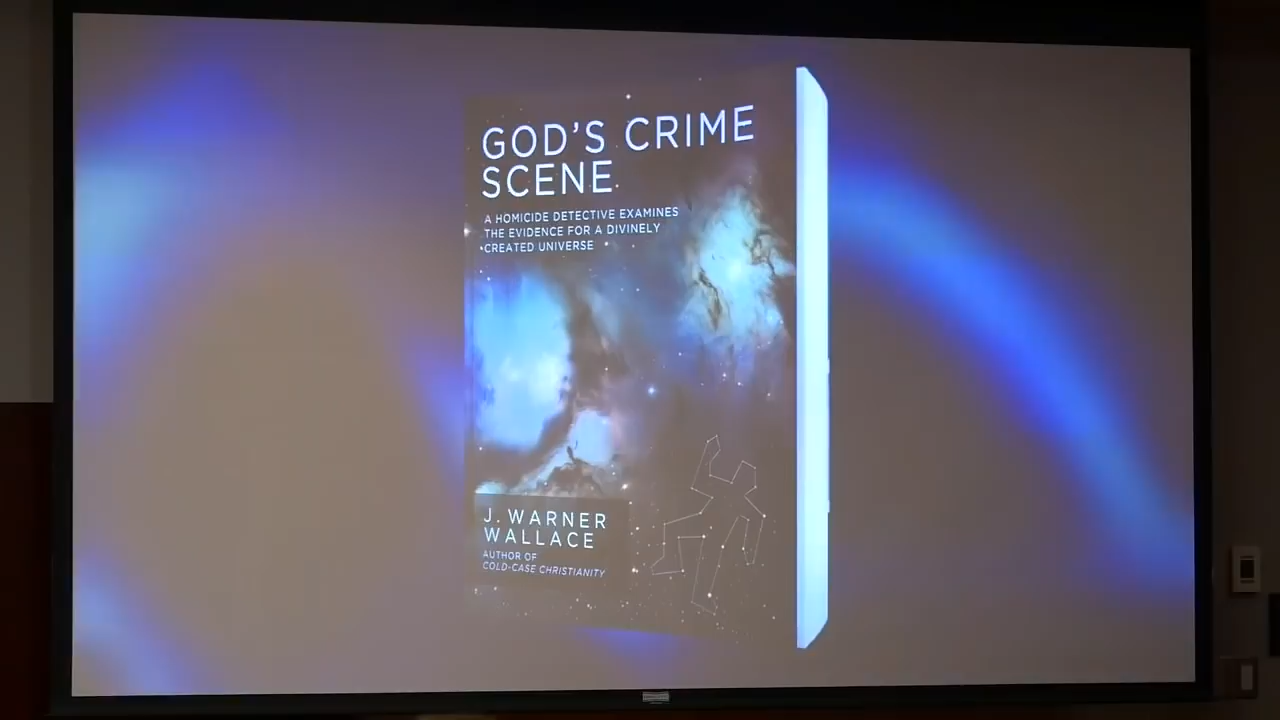 GOD'S CRIME
SCENE
A HOMICIDE DETECTIVE EXAMINES
THE EVIDENCE FOR A DIVINELY
CREATED UNIVERSE
J. WARNER
WALLACE
AUTHOR OF
COLD-CASE CHRISTIANITY